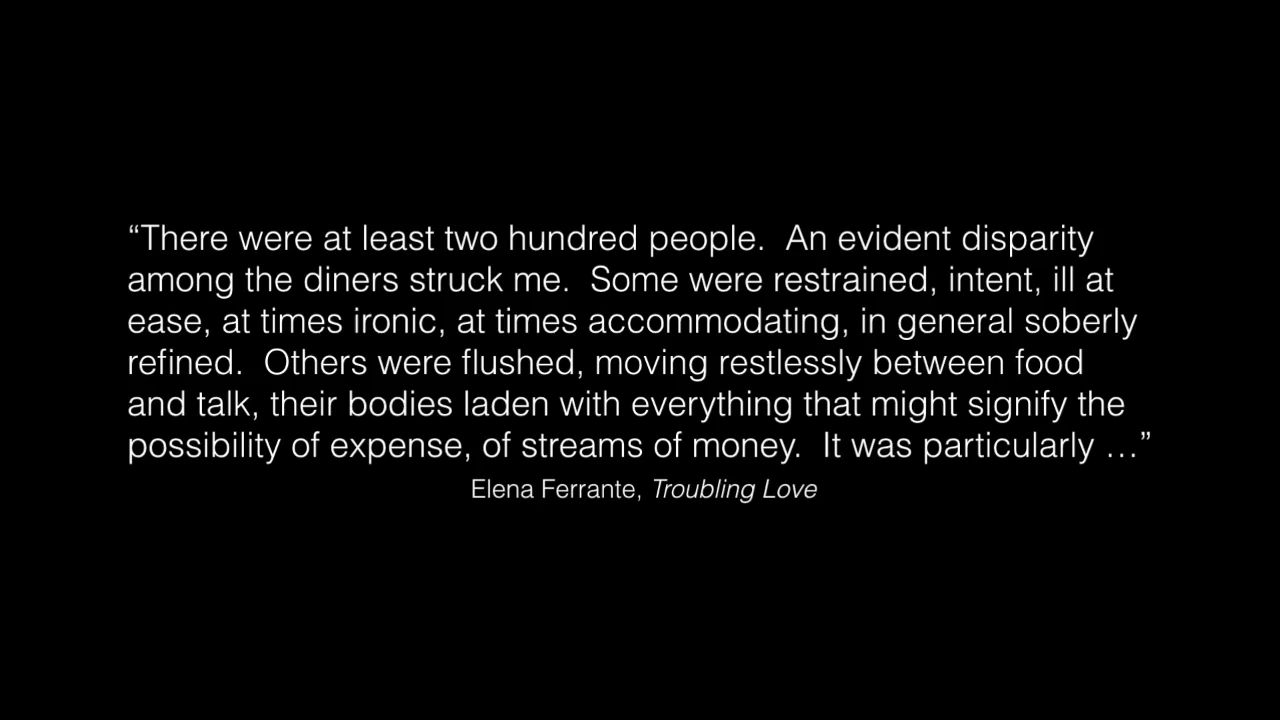 “There were at least two hundred people.  An evident disparity
among the diners struck me.  Some were restrained, intent, ill at
ease, at times ironic, at times accommodating, in general soberly
refined.  Others were flushed, moving restlessly between food
and talk, their bodies laden with everything that might signify the
possibility of expense, of streams of money.  It was particularly …”
Elena Ferrante, Troubling Love